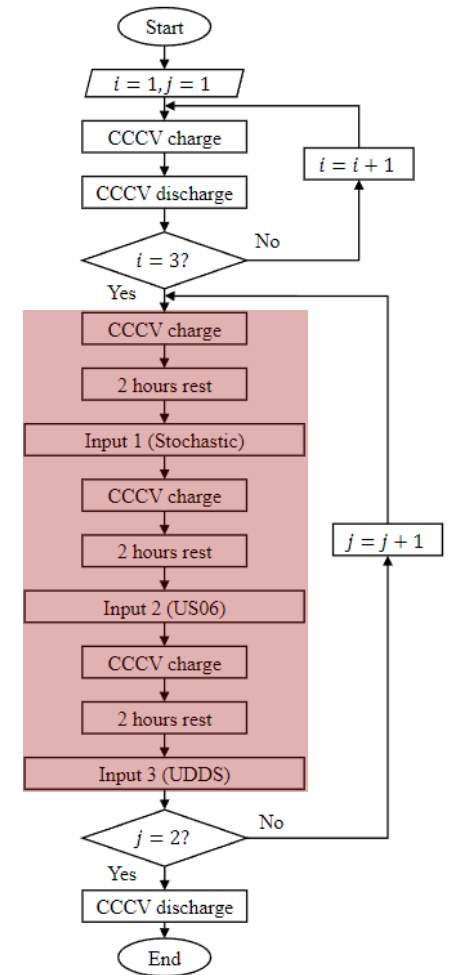 Start
i = 1, j = 1
CCCV charge
i = i + 1
CCCV discharge
No
i = 3?
Yes
CCCV charge
2 hours rest
Input 1 (Stochastic)
CCCV charge
j = j + 1
2 hours rest
Input 2 (US06)
CCCV charge
2 hours rest
Input 3 (UDDS)
No
j = 2?
Yes
CCCV discharge
End